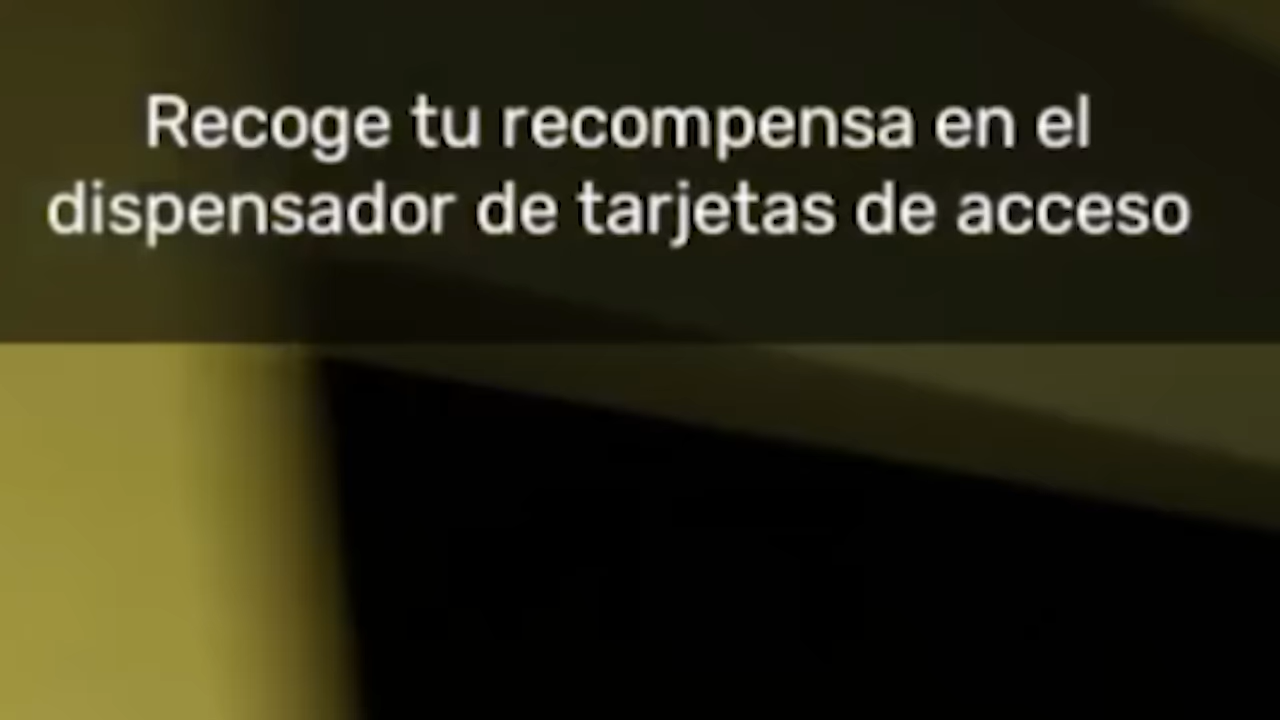 Recoge tu recompensa en el
dispensador de tarjetas de acceso